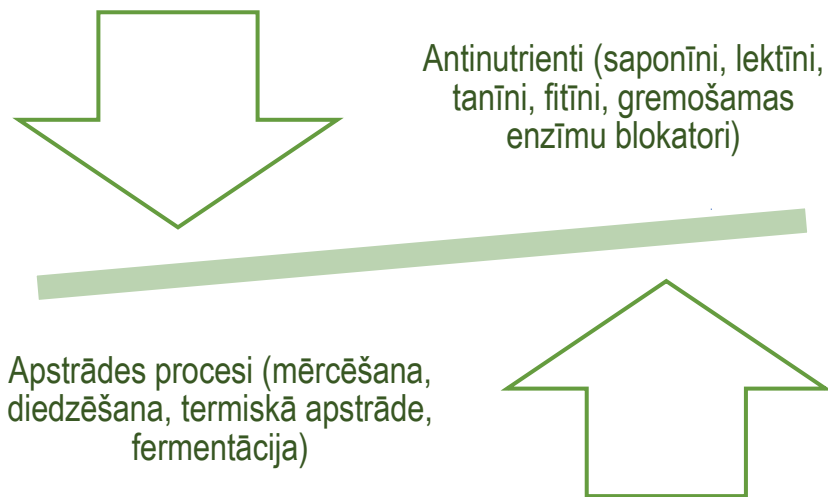 Antinutrienti (saponīni, lektīni,
tanīni, fitīni, gremošamas
enzīmu blokatori)
Apstrādes procesi (mērcēšana,
diedzēšana, termiskā apstrāde,
fermentācija)